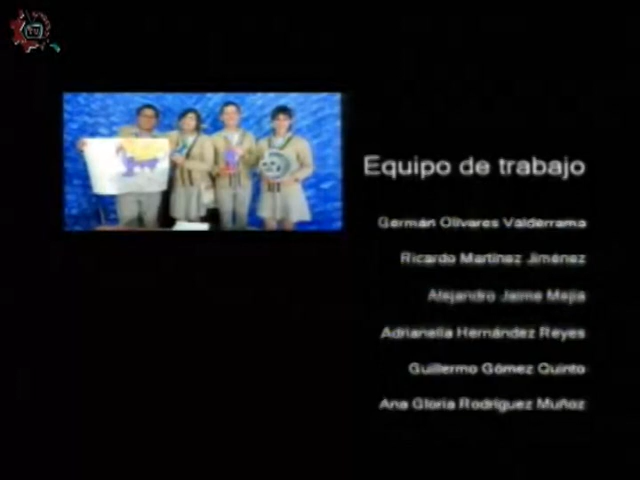 Equipo de trabajo
Germán Olivares Valderrama
Ricardo Martínez Jiménez
Alejandro Jaime Mejía
Adrianella Hernández Reyes
Guillermo Gómez Quinto
Ana Gloria Rodríguez Muñoz